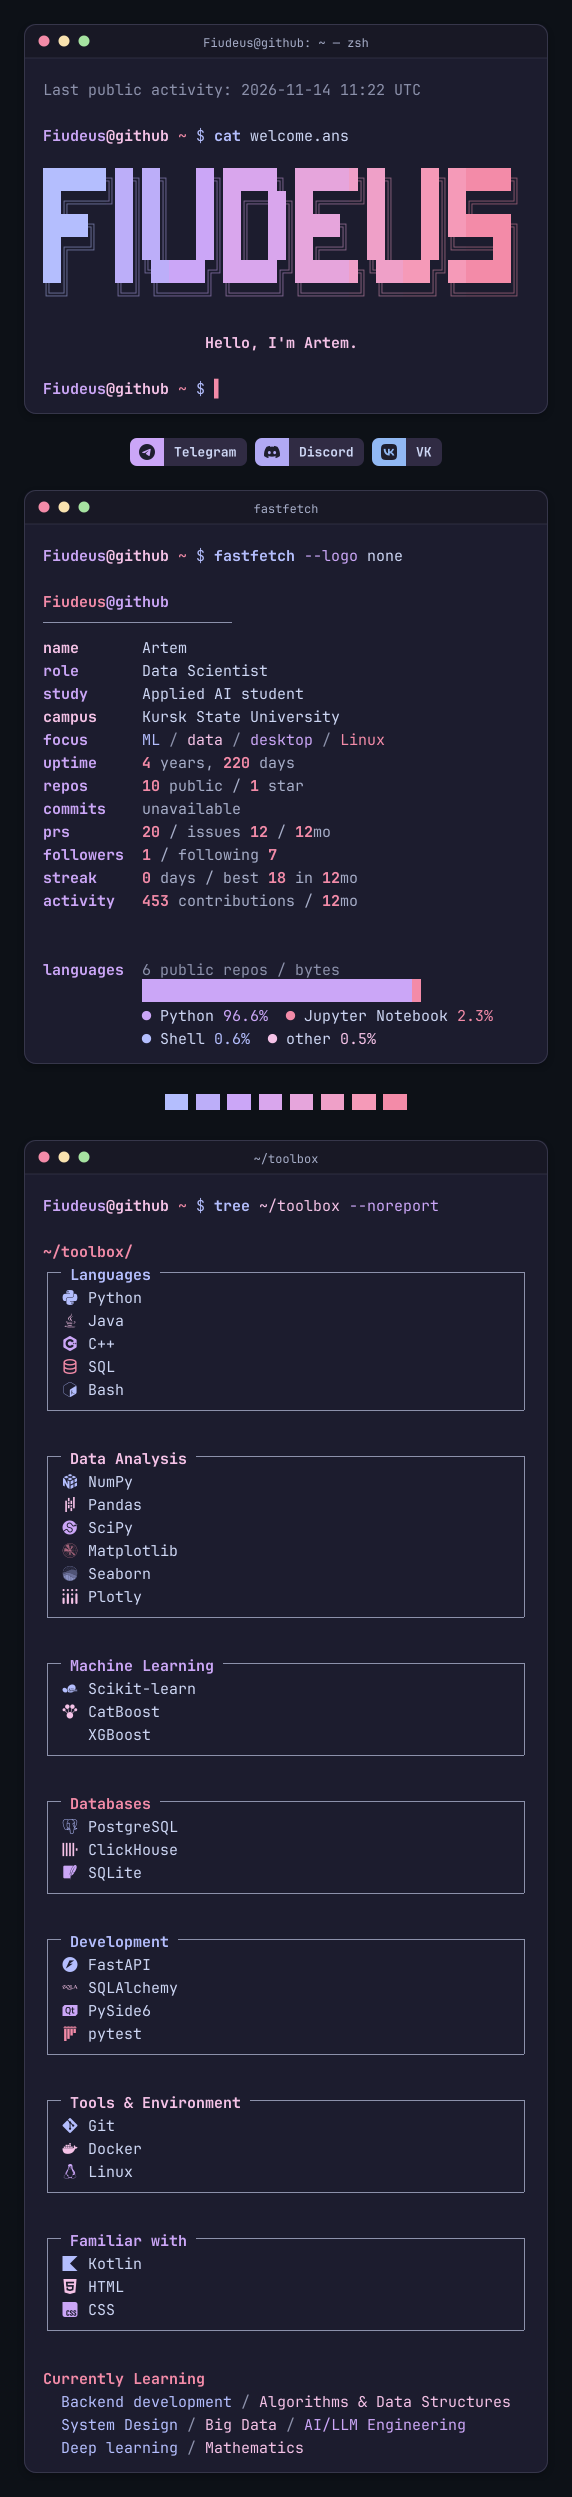 Fiudeus@github: ~ — zsh
Last public activity: 2026-11-14 11:22 UTC
Fiudeus@github ~ $ cat welcome.ans
FIUDEUS
Hello, I'm Artem.
Fiudeus@github ~ $
Telegram Discord VK
fastfetch
Fiudeus@github ~ $ fastfetch --logo none
Fiudeus@github
name Artem
role Data Scientist
study Applied AI student
campus Kursk State University
focus ML / data / desktop / Linux
uptime 4 years, 220 days
repos 10 public / 1 star
commits unavailable
prs 20 / issues 12 / 12mo
followers 1 / following 7
streak 0 days / best 18 in 12mo
activity 453 contributions / 12mo
languages 6 public repos / bytes
Python 96.6% Jupyter Notebook 2.3%
Shell 0.6% other 0.5%
~/toolbox
Fiudeus@github ~ $ tree ~/toolbox --noreport
~/toolbox/
Languages
Python
Java
C++
SQL
Bash
Data Analysis
NumPy
Pandas
SciPy
Matplotlib
Seaborn
Plotly
Machine Learning
Scikit-learn
CatBoost
XGBoost
Databases
PostgreSQL
ClickHouse
SQLite
Development
FastAPI
SQLAlchemy
Qt PySide6
pytest
Tools & Environment
Git
Docker
Linux
Familiar with
Kotlin
HTML
CSS CSS
Currently Learning
Backend development / Algorithms & Data Structures
System Design / Big Data / AI/LLM Engineering
Deep learning / Mathematics